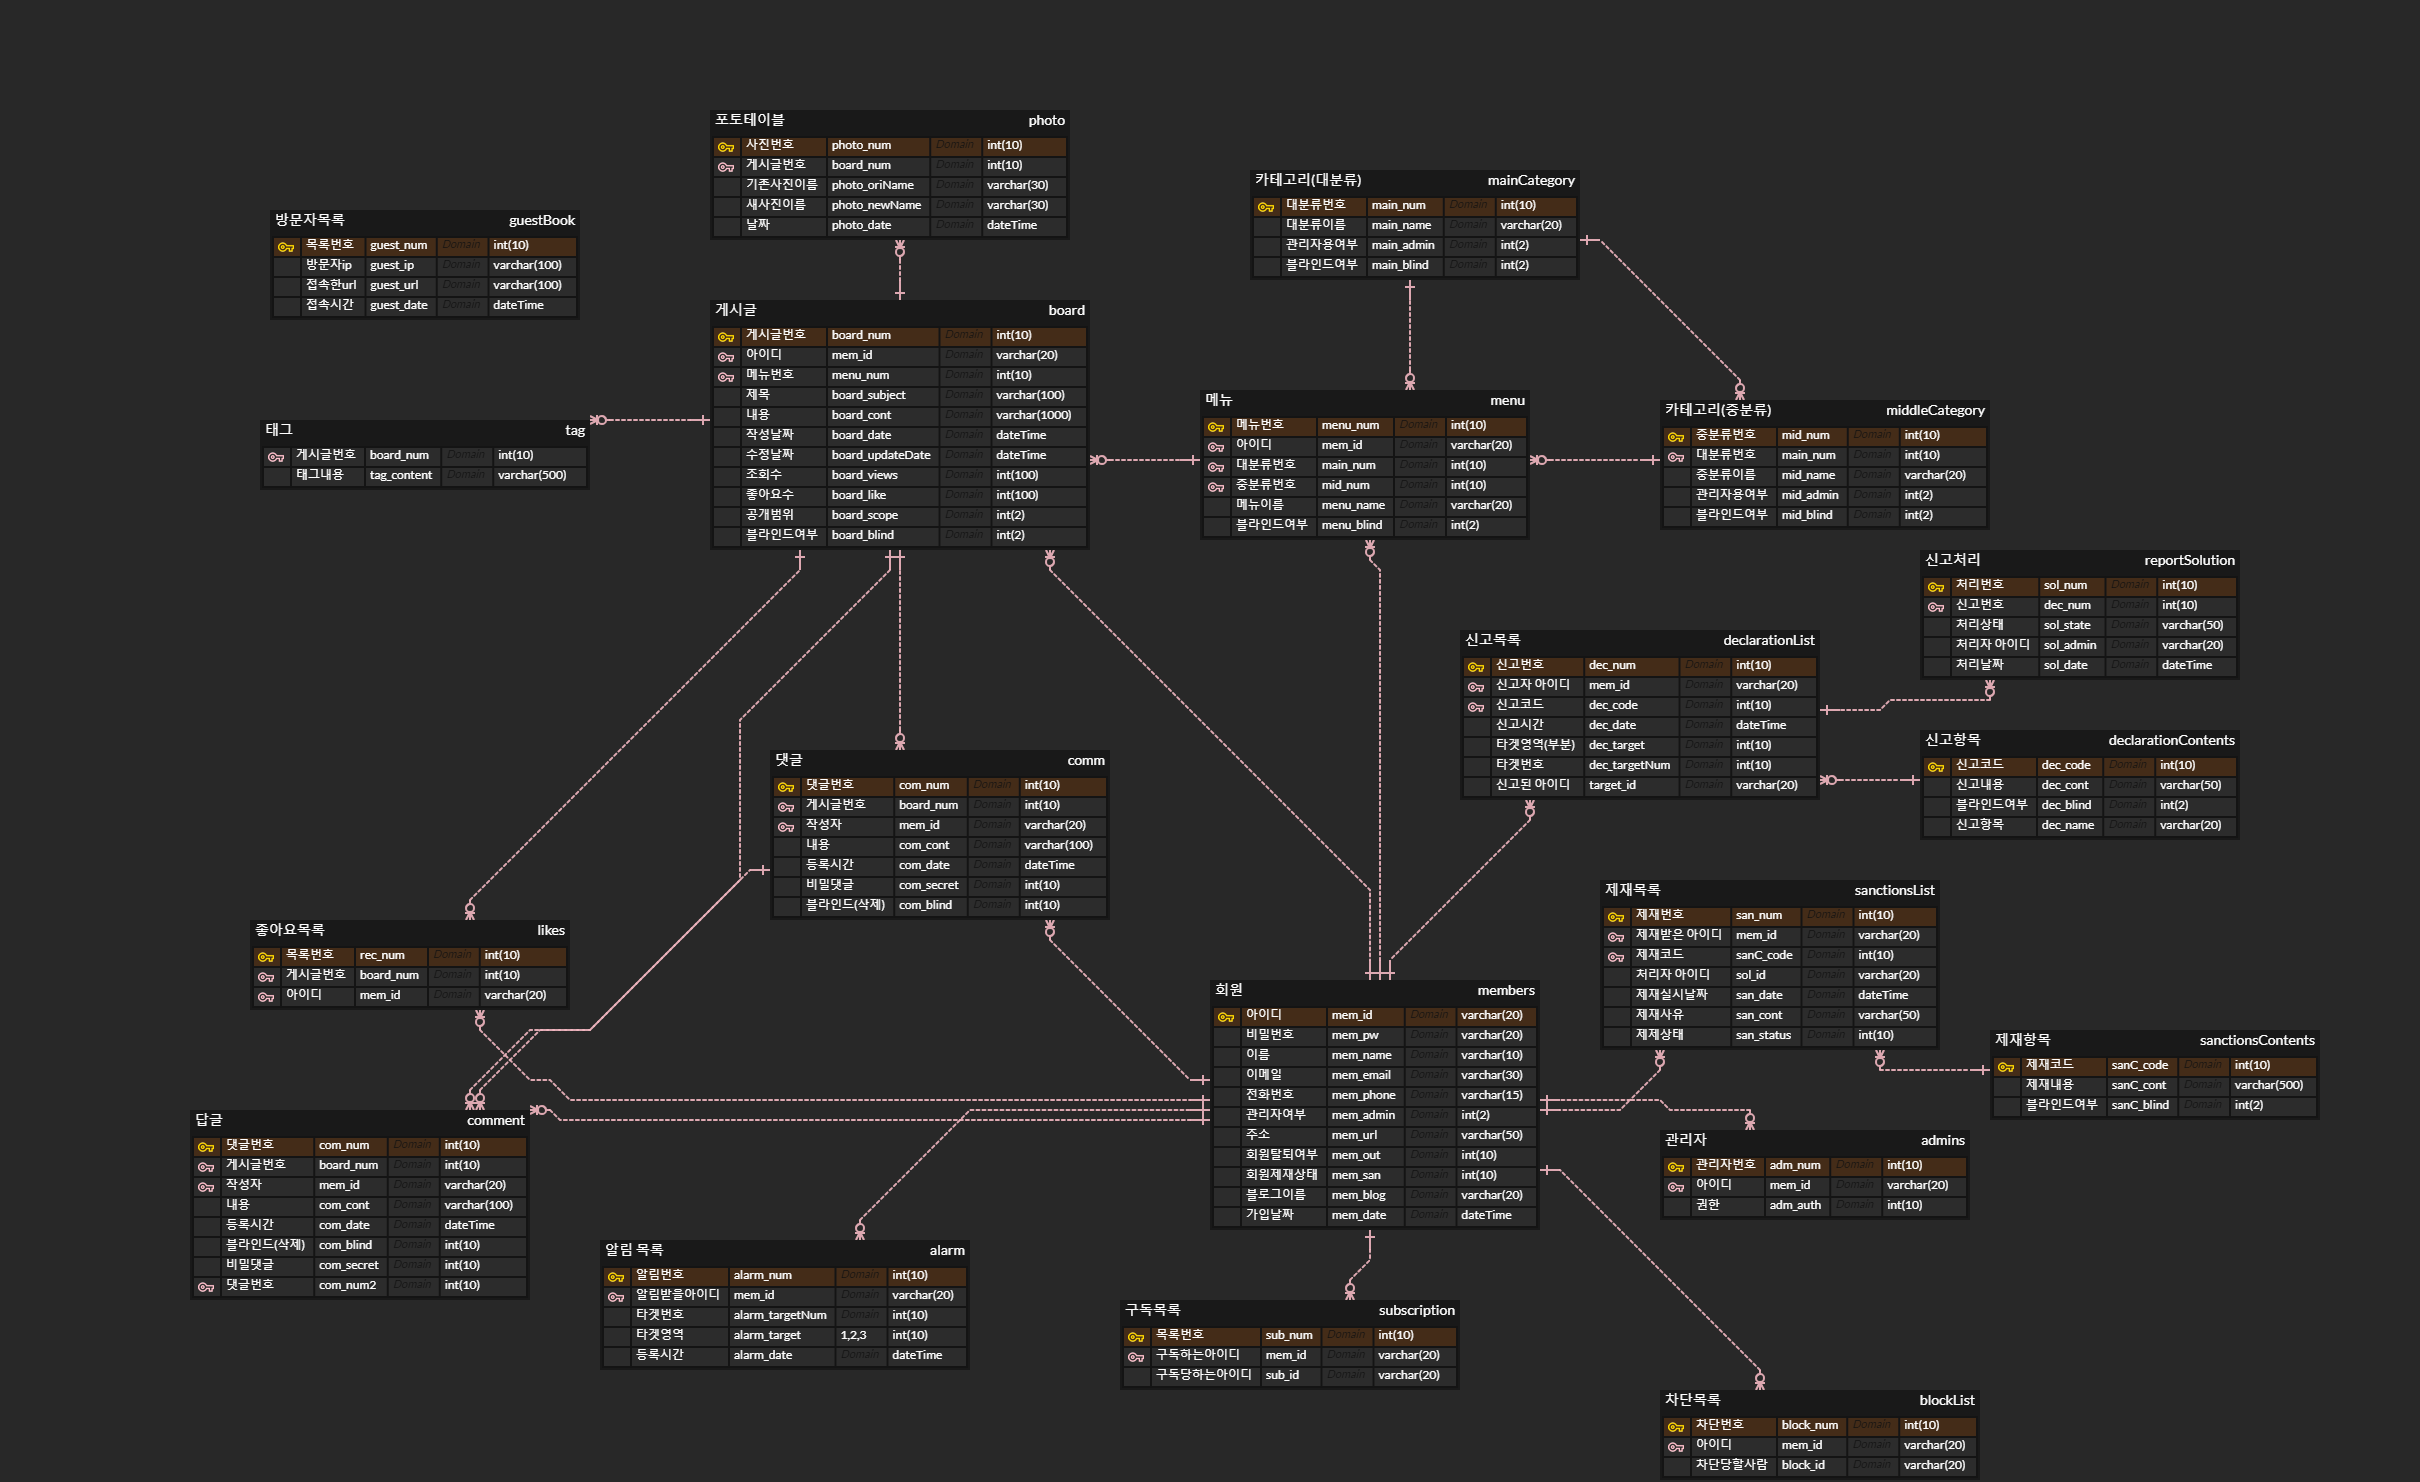 포토테이블 photo
사진번호 photo_num Domain int(10)
게시글번호 board_num Domain int(10)
기존사진이름 photo_oriName Domain varchar(30)
새사진이름 photo_newName Domain varchar(30)
날짜 photo_date Domain dateTime
카테고리(대분류) mainCategory
대분류번호 main_num Domain int(10)
대분류이름 main_name Domain varchar(20)
관리자용여부 main_admin Domain int(2)
블라인드여부 main_blind Domain int(2)
방문자목록 guestBook
목록번호 guest_num Domain int(10)
방문자ip guest_ip Domain varchar(100)
접속한url guest_url Domain varchar(100)
접속시간 guest_date Domain dateTime
게시글 board
게시글번호 board_num Domain int(10)
아이디 mem_id Domain varchar(20)
메뉴번호 menu_num Domain int(10)
제목 board_subject Domain varchar(100)
내용 board_cont Domain varchar(1000)
작성날짜 board_date Domain dateTime
수정날짜 board_updateDate Domain dateTime
조회수 board_views Domain int(100)
좋아요수 board_like Domain int(100)
공개범위 board_scope Domain int(2)
블라인드여부 board_blind Domain int(2)
메뉴 menu
메뉴번호 menu_num Domain int(10)
아이디 mem_id Domain varchar(20)
대분류번호 main_num Domain int(10)
중분류번호 mid_num Domain int(10)
메뉴이름 menu_name Domain varchar(20)
블라인드여부 menu_blind Domain int(2)
카테고리(중분류) middleCategory
중분류번호 mid_num Domain int(10)
대분류번호 main_num Domain int(10)
중분류이름 mid_name Domain varchar(20)
관리자용여부 mid_admin Domain int(2)
블라인드여부 mid_blind Domain int(2)
태그 tag
게시글번호 board_num Domain int(10)
태그내용 tag_content Domain varchar(500)
신고처리 reportSolution
처리번호 sol_num Domain int(10)
신고번호 dec_num Domain int(10)
처리상태 sol_state Domain varchar(50)
처리자 아이디 sol_admin Domain varchar(20)
처리날짜 sol_date Domain dateTime
신고목록 declarationList
신고번호 dec_num Domain int(10)
신고자 아이디 mem_id Domain varchar(20)
신고코드 dec_code Domain int(10)
신고시간 dec_date Domain dateTime
타겟영역(부분) dec_target Domain int(10)
타겟번호 dec_targetNum Domain int(10)
신고된 아이디 target_id Domain varchar(20)
신고항목 declarationContents
신고코드 dec_code Domain int(10)
신고내용 dec_cont Domain varchar(50)
블라인드여부 dec_blind Domain int(2)
신고항목 dec_name Domain varchar(20)
댓글 comm
댓글번호 com_num Domain int(10)
게시글번호 board_num Domain int(10)
작성자 mem_id Domain varchar(20)
내용 com_cont Domain varchar(100)
등록시간 com_date Domain dateTime
비밀댓글 com_secret Domain int(10)
블라인드(삭제) com_blind Domain int(10)
제재목록 sanctionsList
제재번호 san_num Domain int(10)
제재받은 아이디 mem_id Domain varchar(20)
제재코드 sanC_code Domain int(10)
처리자 아이디 sol_id Domain varchar(20)
제재실시날짜 san_date Domain dateTime
제재사유 san_cont Domain varchar(50)
제제상태 san_status Domain int(10)
좋아요목록 likes
목록번호 rec_num Domain int(10)
게시글번호 board_num Domain int(10)
아이디 mem_id Domain varchar(20)
회원 members
아이디 mem_id Domain varchar(20)
비밀번호 mem_pw Domain varchar(20)
이름 mem_name Domain varchar(10)
이메일 mem_email Domain varchar(30)
전화번호 mem_phone Domain varchar(15)
관리자여부 mem_admin Domain int(2)
주소 mem_url Domain varchar(50)
회원탈퇴여부 mem_out Domain int(10)
회원제재상태 mem_san Domain int(10)
블로그이름 mem_blog Domain varchar(20)
가입날짜 mem_date Domain dateTime
제재항목 sanctionsContents
제재코드 sanC_code Domain int(10)
제재내용 sanC_cont Domain varchar(500)
블라인드여부 sanC_blind Domain int(2)
답글 comment
댓글번호 com_num Domain int(10)
게시글번호 board_num Domain int(10)
작성자 mem_id Domain varchar(20)
내용 com_cont Domain varchar(100)
등록시간 com_date Domain dateTime
블라인드(삭제) com_blind Domain int(10)
비밀댓글 com_secret Domain int(10)
댓글번호 com_num2 Domain int(10)
관리자 admins
관리자번호 adm_num Domain int(10)
아이디 mem_id Domain varchar(20)
권한 adm_auth Domain int(10)
알림 목록 alarm
알림번호 alarm_num Domain int(10)
알림받을아이디 mem_id Domain varchar(20)
타겟번호 alarm_targetNum Domain int(10)
타겟영역 alarm_target 1,2,3 int(10)
등록시간 alarm_date Domain dateTime
구독목록 subscription
목록번호 sub_num Domain int(10)
구독하는아이디 mem_id Domain varchar(20)
구독당하는아이디 sub_id Domain varchar(20)
차단목록 blockList
차단번호 block_num Domain int(10)
아이디 mem_id Domain varchar(20)
차단당할사람 block_id Domain varchar(20)